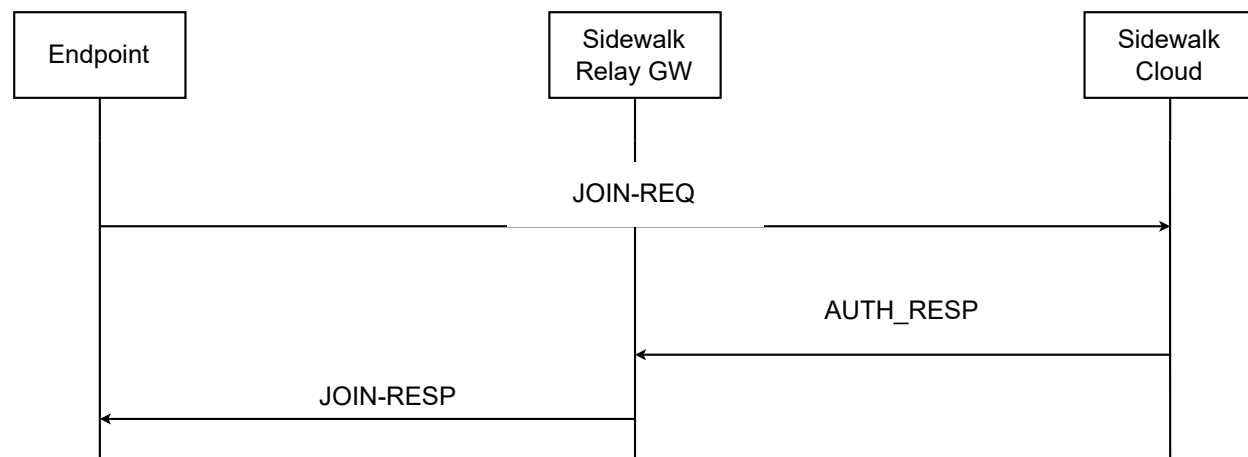 Endpoint
Sidewalk
Relay GW
Sidewalk
Cloud
JOIN-REQ
AUTH_RESP
JOIN-RESP